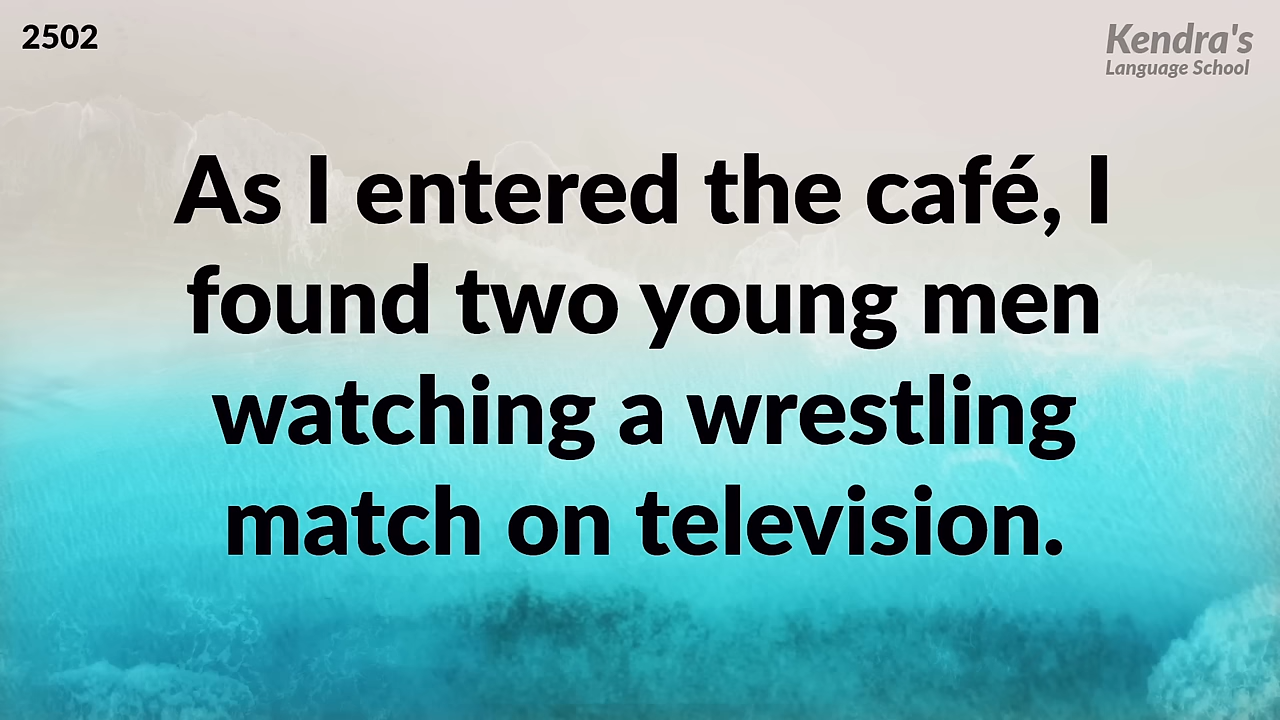 2502
Kendra's
Language School
As I entered the café, I
found two young men
watching a wrestling
match on television.